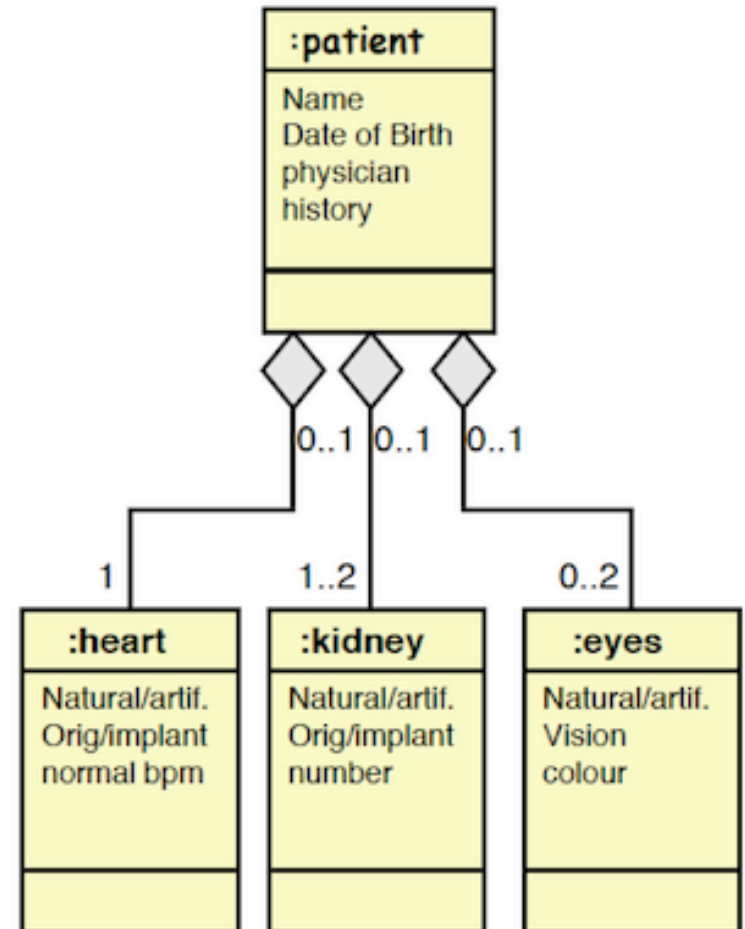 :patient
Name
Date of Birth
physician
history
0..1 0..1 0..1
1 1..2 0..2
:heart
Natural/artif.
Orig/implant
normal bpm
:kidney
Natural/artif.
Orig/implant
number
:eyes
Natural/artif.
Vision
colour